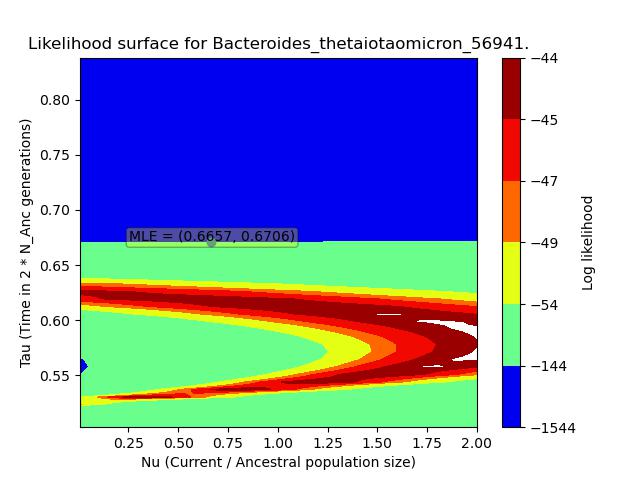 Likelihood surface for Bacteroides_thetaiotaomicron_56941.
0.80
0.75
0.70
0.65
0.60
0.55
Tau (Time in 2 * N_Anc generations)
MLE = (0.6657, 0.6706)
0.25 0.50 0.75 1.00 1.25 1.50 1.75 2.00
Nu (Current / Ancestral population size)
−44
−45
−47
−49
−54
−144
−1544
Log likelihood